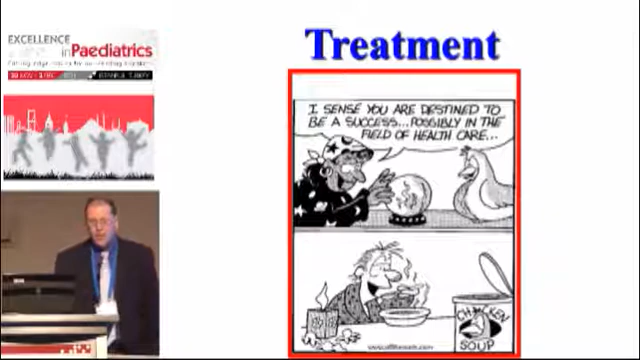 EXCELLENCE
in Paediatrics
Treatment
I SENSE YOU ARE DESTINED TO
BE A SUCCESS...POSSIBLY IN THE
FIELD OF HEALTH CARE...
CHICKEN
SOUP